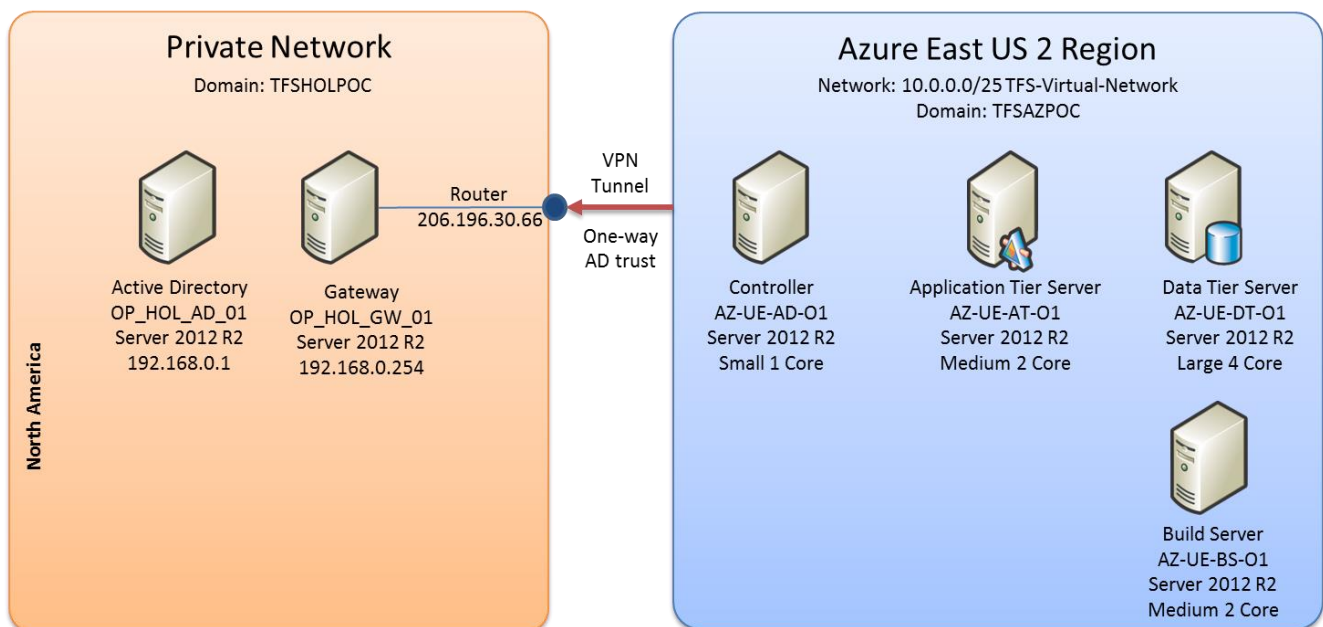 Private Network
Domain: TFSHOLPOC
Active Directory
OP_HOL_AD_01
Server 2012 R2
192.168.0.1
Gateway
OP_HOL_GW_01
Server 2012 R2
192.168.0.254
Router
206.196.30.66
North America
VPN
Tunnel
One-way
AD trust
Azure East US 2 Region
Network: 10.0.0.0/25 TFS-Virtual-Network
Domain: TFSAZPOC
Controller
AZ-UE-AD-O1
Server 2012 R2
Small 1 Core
Application Tier Server
AZ-UE-AT-O1
Server 2012 R2
Medium 2 Core
Data Tier Server
AZ-UE-DT-O1
Server 2012 R2
Large 4 Core
Build Server
AZ-UE-BS-O1
Server 2012 R2
Medium 2 Core